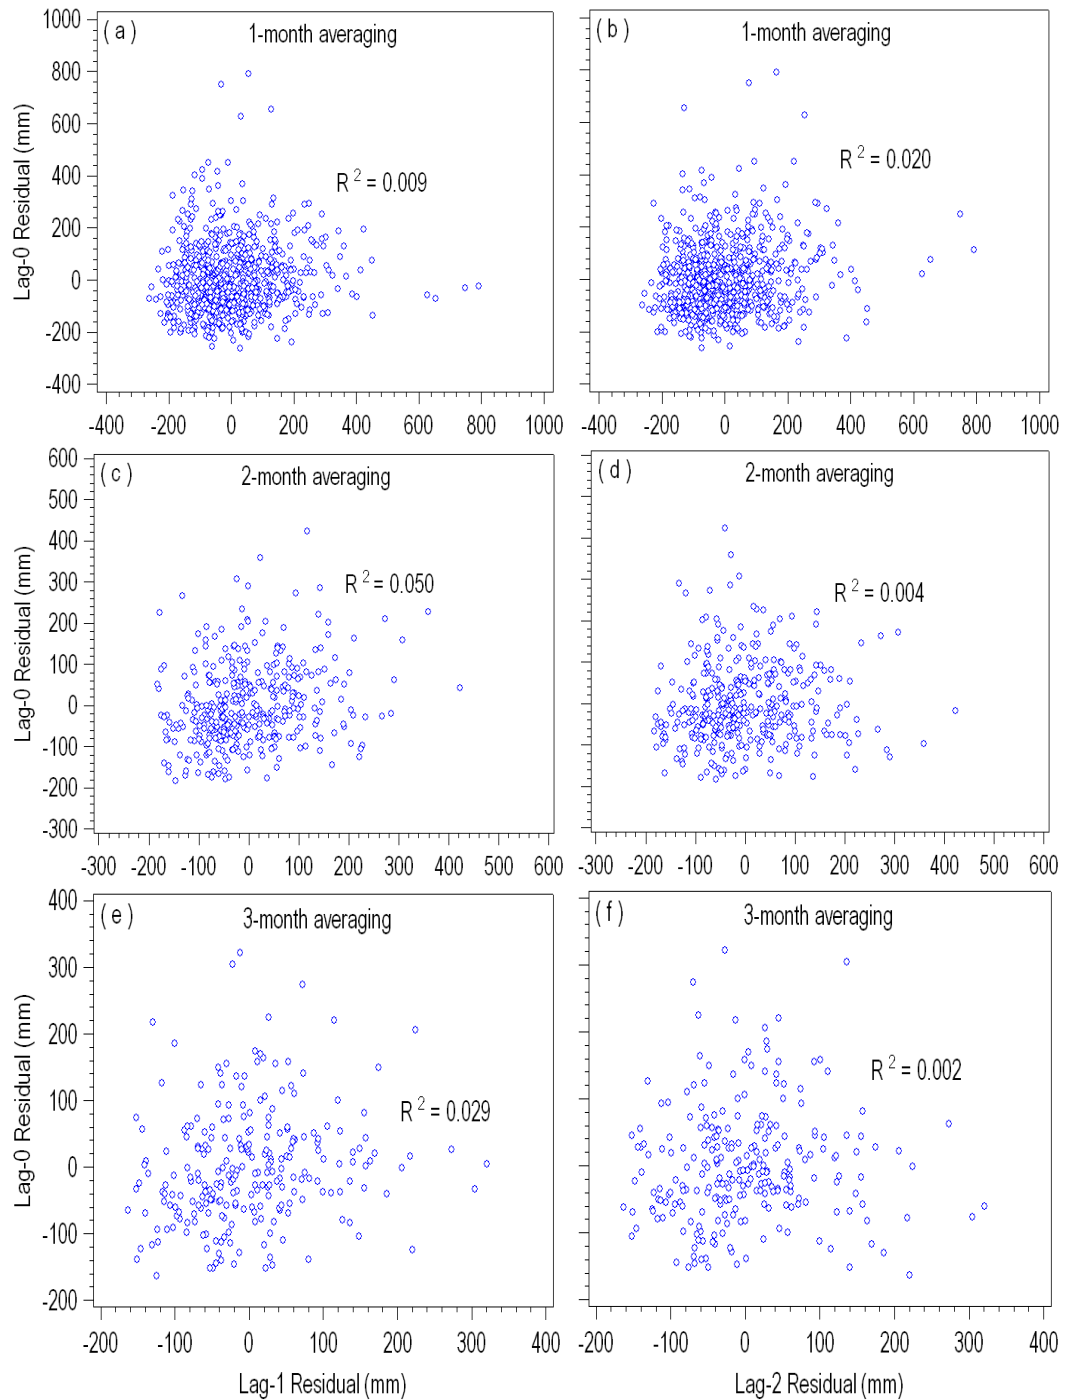 (a)
1-month averaging
R² = 0.009
1000
800
600
400
200
0
-200
-400
Lag-0 Residual (mm)
-400 -200 0 200 400 600 800 1000
(b)
1-month averaging
R² = 0.020
-400 -200 0 200 400 600 800 1000
(c)
2-month averaging
R² = 0.050
600
500
400
300
200
100
0
-100
-200
-300
Lag-0 Residual (mm)
-300 -200 -100 0 100 200 300 400 500 600
(d)
2-month averaging
R² = 0.004
-300 -200 -100 0 100 200 300 400 500 600
(e)
3-month averaging
R² = 0.029
400
300
200
100
0
-100
-200
Lag-0 Residual (mm)
-200 -100 0 100 200 300 400
Lag-1 Residual (mm)
(f)
3-month averaging
R² = 0.002
-200 -100 0 100 200 300 400
Lag-2 Residual (mm)